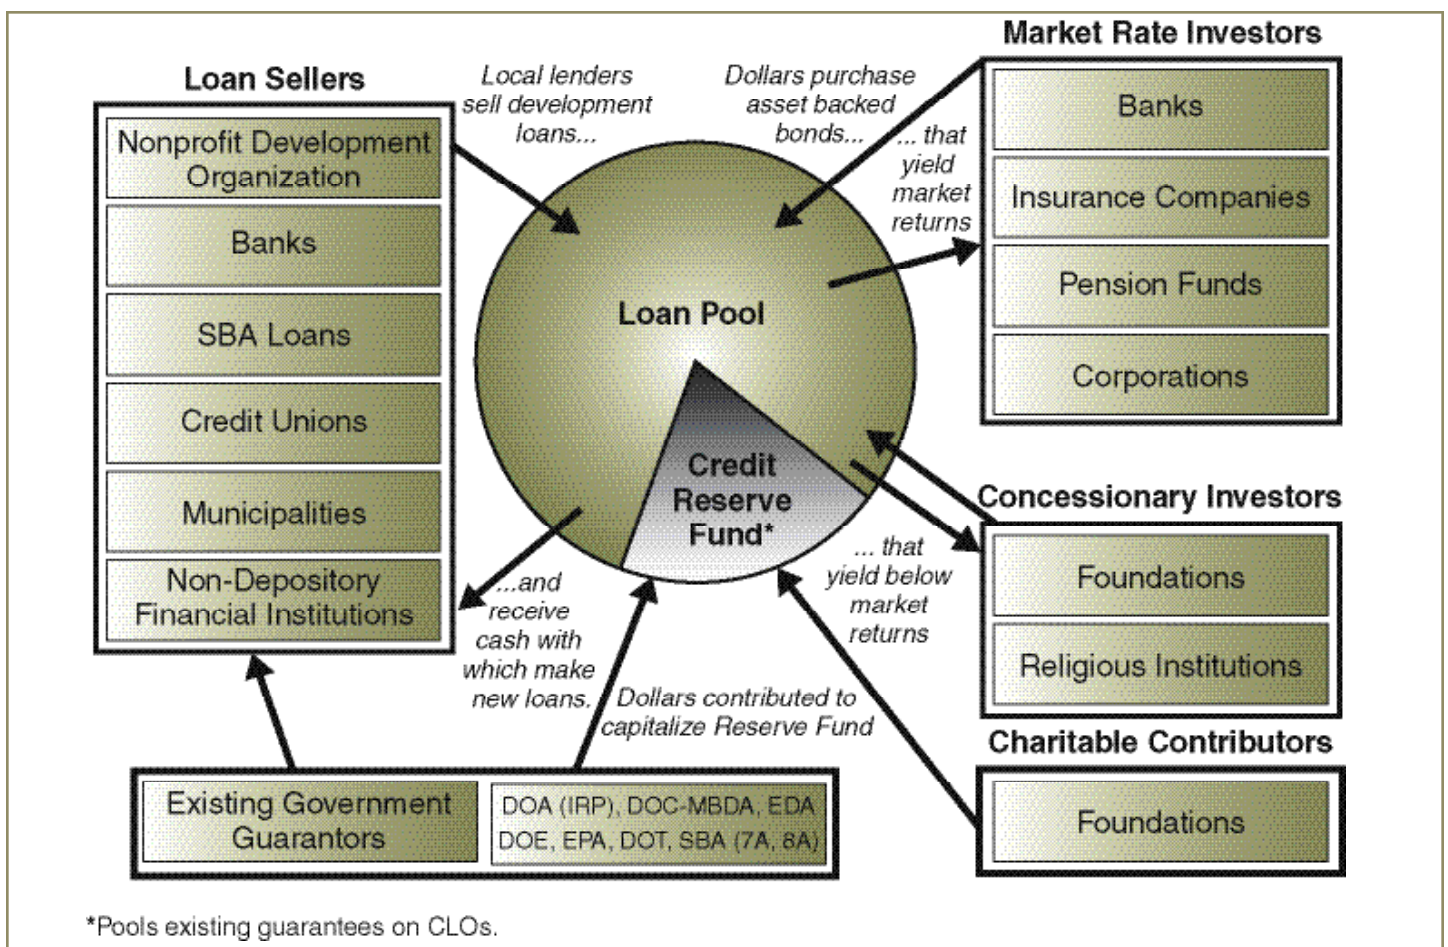 Loan Sellers
Nonprofit Development
Organization
Banks
SBA Loans
Credit Unions
Municipalities
Non-Depository
Financial Institutions
Local lenders
sell development
loans...
Dollars purchase
asset backed
bonds...
... that
yield
market
returns
Market Rate Investors
Banks
Insurance Companies
Pension Funds
Corporations
Loan Pool
Credit
Reserve
Fund*
Concessionary Investors
Foundations
Religious Institutions
... that
yield below
market
returns
...and
receive
cash with
which make
new loans.
Dollars contributed to
capitalize Reserve Fund
Charitable Contributors
Foundations
Existing Government
Guarantors
DOA (IRP), DOC-MBDA, EDA
DOE, EPA, DOT, SBA (7A, 8A)
*Pools existing guarantees on CLOs.